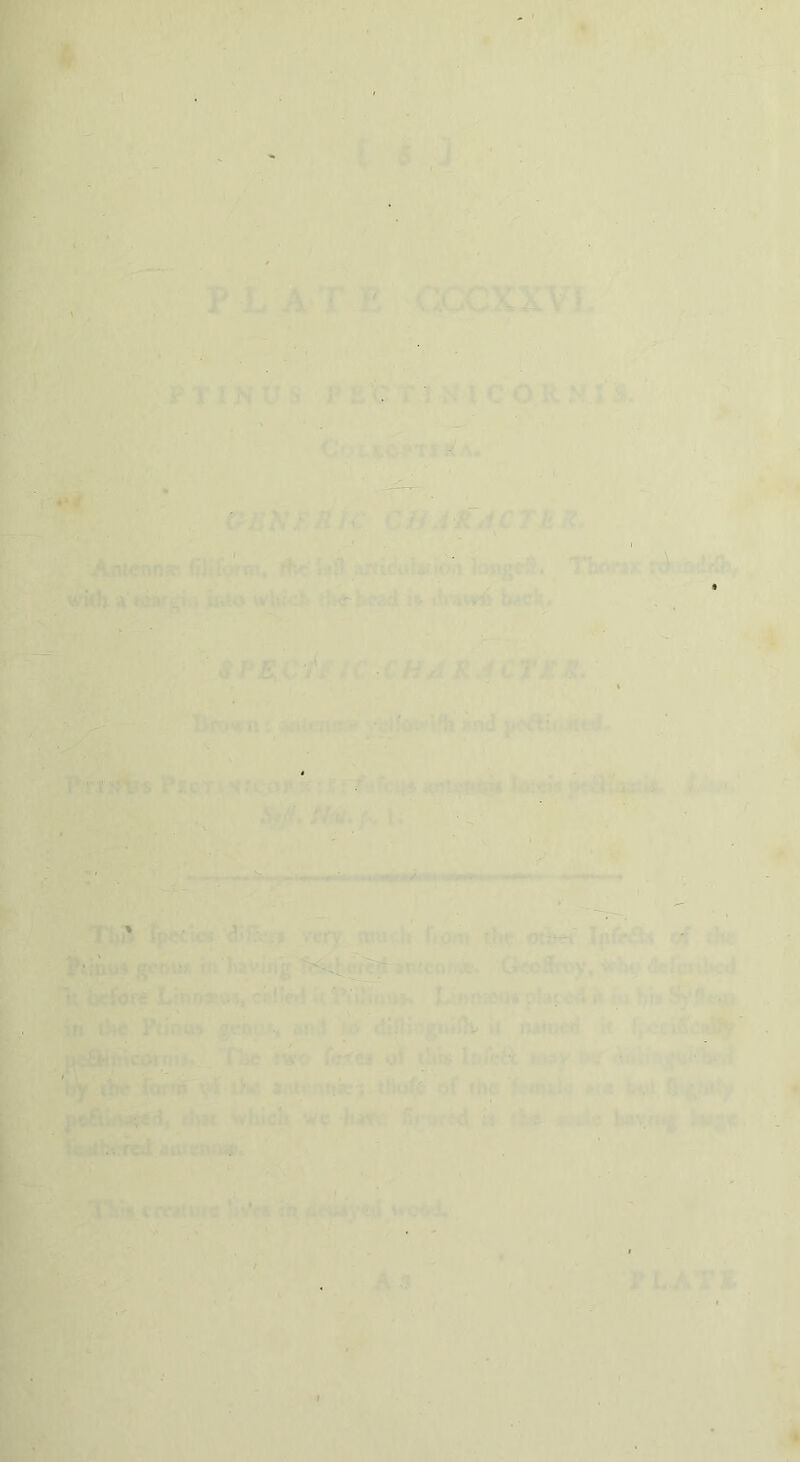 [ 5 ]
PLATE CCCXXVI.
PTINUS PECTINICORNIS.
COLEOPTERA.
GENERIC CHARACTER.
Antennæ filiform, the laſt articulation longeſt. Thorax roundiſh,
with a margin into which the head is drawn back.
SPECIFIC CHARACTER.
Brown: antennæ yellowiſh and pectinated.
PTINUS PECTINICORNIS: fuſcus antennis luteis pectinatis. Linn.
Syſt. Nat. p. 1.
This ſpecies differs very much from the other Inſects of the
Ptinus genus in having feathered antennæ. Geoffroy, who deſcribed
it before Linnæus, called it Ptilinus. Linnæus placed it in his Syſtem
in the Ptinus genus, and to diſtinguiſh it named it ſpecifically
pectinicornis. The two ſexes of this Inſect may be diſtinguiſhed
by the form of the antennæ; thoſe of the female are but ſlightly
pectinated, that which we have figured is the male having large
feathered antennæ.
This creature lives in decayed wood.
A 3 PLATE